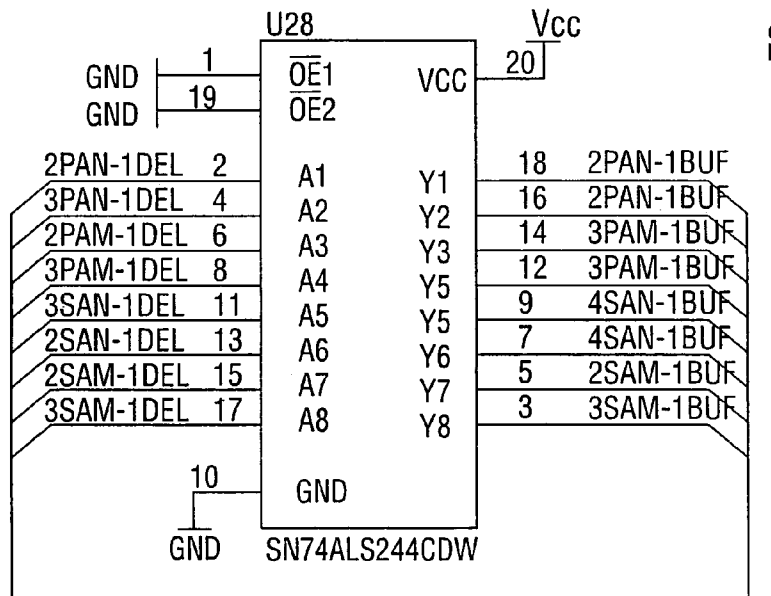 U28 Vcc
GND 1 OE1 VCC 20
GND 19 OE2
2PAN-1DEL 2 A1 Y1 18 2PAN-1BUF
3PAN-1DEL 4 A2 Y2 16 2PAN-1BUF
2PAM-1DEL 6 A3 Y3 14 3PAM-1BUF
3PAM-1DEL 8 A4 Y5 12 3PAM-1BUF
3SAN-1DEL 11 A5 Y5 9 4SAN-1BUF
2SAN-1DEL 13 A6 Y6 7 4SAN-1BUF
2SAM-1DEL 15 A7 Y7 5 2SAM-1BUF
3SAM-1DEL 17 A8 Y8 3 3SAM-1BUF
10 GND
GND SN74ALS244CDW